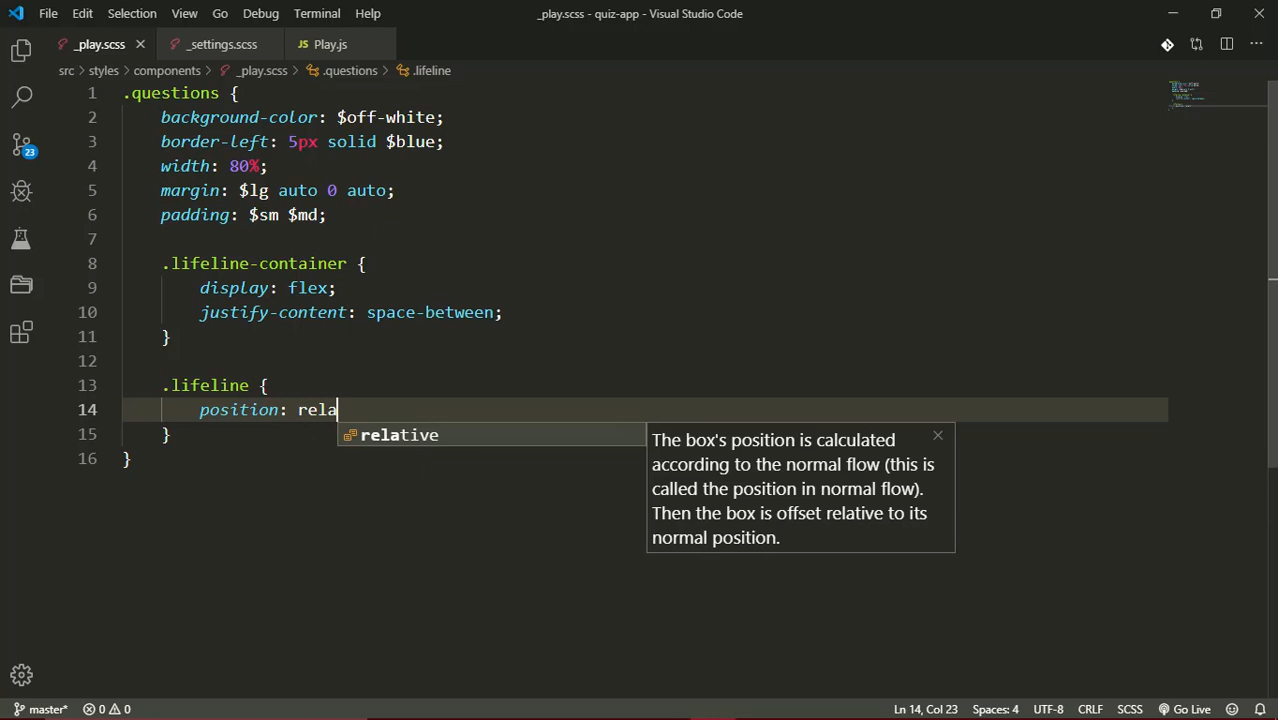 File Edit Selection View Go Debug Terminal Help _play.scss - quiz-app - Visual Studio Code
_play.scss _settings.scss JS Play.js
src > styles > components > _play.scss > .questions > .lifeline
1 .questions {
2 background-color: $off-white;
3 border-left: 5px solid $blue;
4 width: 80%;
5 margin: $lg auto 0 auto;
6 padding: $sm $md;
7
8 .lifeline-container {
9 display: flex;
10 justify-content: space-between;
11 }
12
13 .lifeline {
14 position: rela
15 }
16 }
relative
The box's position is calculated
according to the normal flow (this is
called the position in normal flow).
Then the box is offset relative to its
normal position.
23
master* 0 0 Ln 14, Col 23 Spaces: 4 UTF-8 CRLF SCSS Go Live